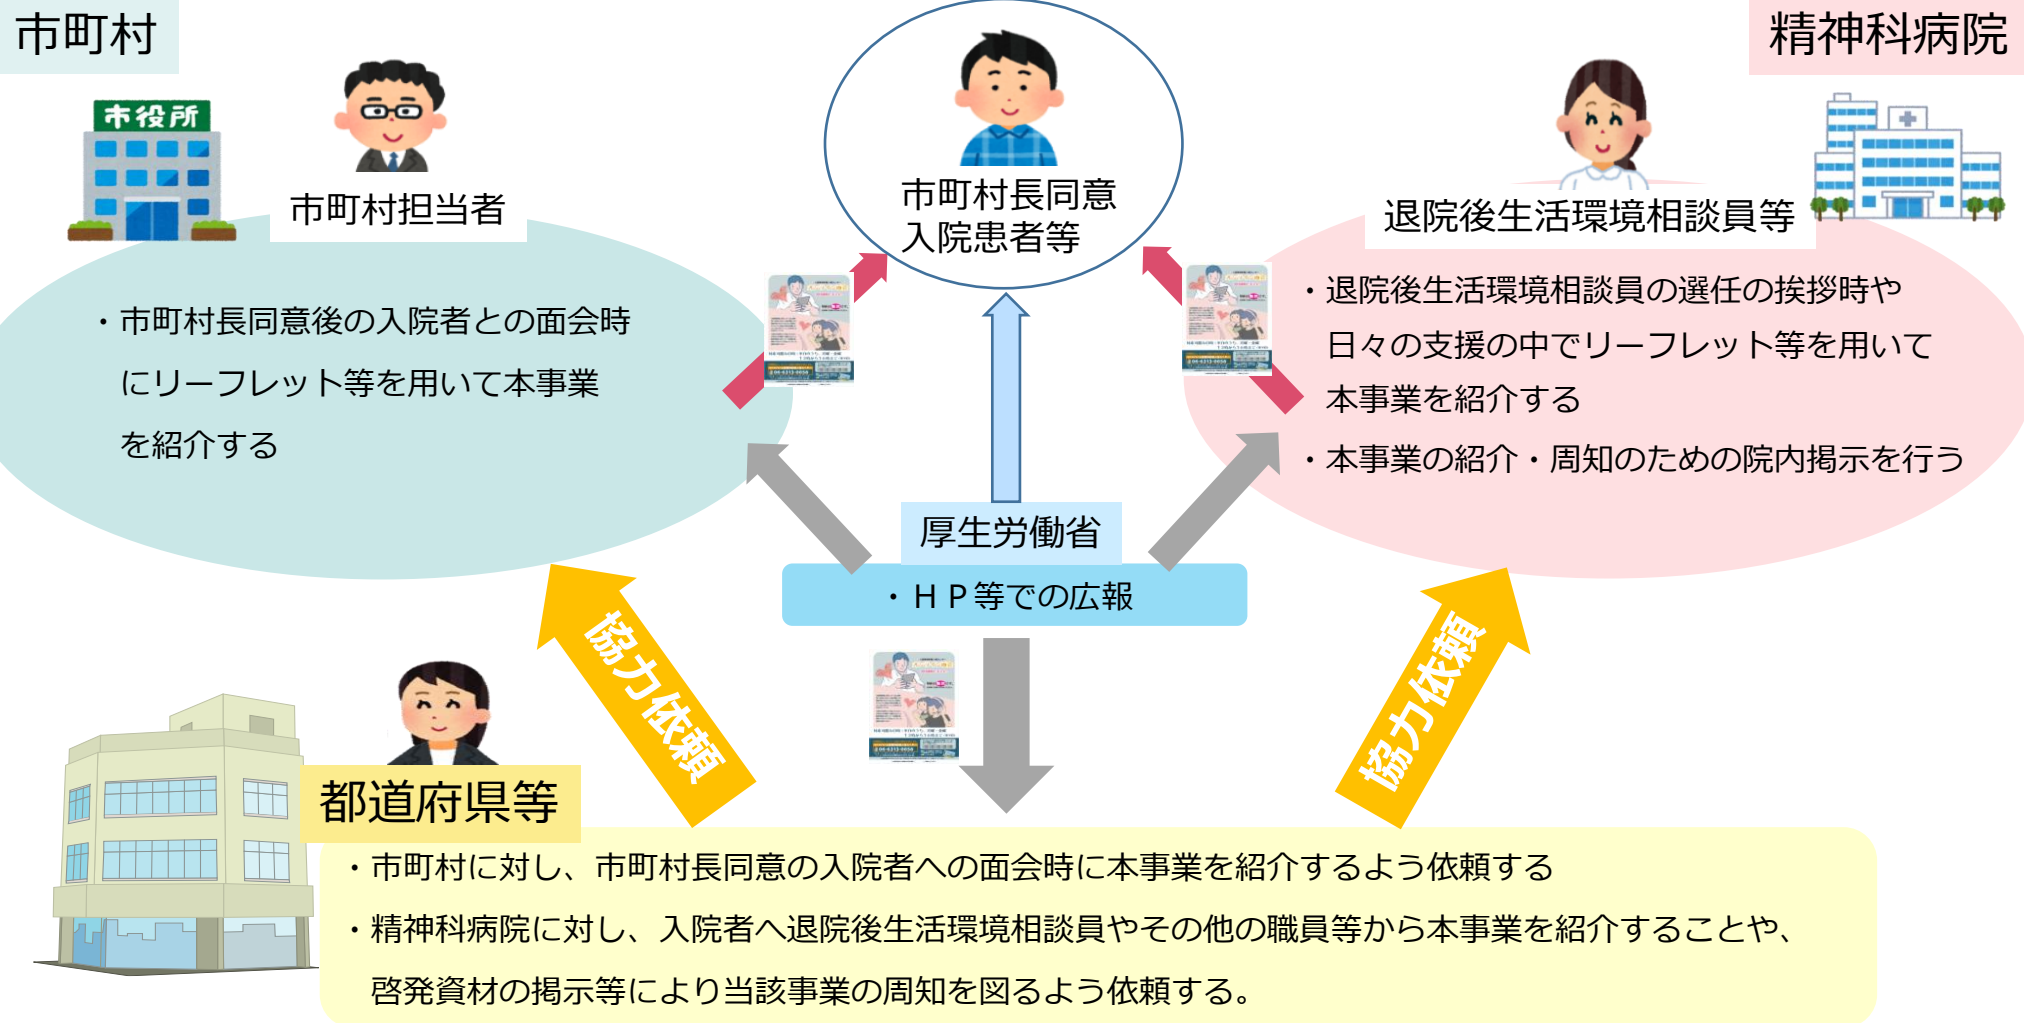 市町村
精神科病院
市役所
市町村担当者
市町村長同意
入院患者等
退院後生活環境相談員等
・市町村長同意後の入院者との面会時
にリーフレット等を用いて本事業
を紹介する
・退院後生活環境相談員の選任の挨拶時や
日々の支援の中でリーフレット等を用いて
本事業を紹介する
・本事業の紹介・周知のための院内掲示を行う
厚生労働省
・ＨＰ等での広報
協力依頼
協力依頼
都道府県等
・市町村に対し、市町村長同意の入院者への面会時に本事業を紹介するよう依頼する
・精神科病院に対し、入院者へ退院後生活環境相談員やその他の職員等から本事業を紹介することや、
啓発資材の掲示等により当該事業の周知を図るよう依頼する。